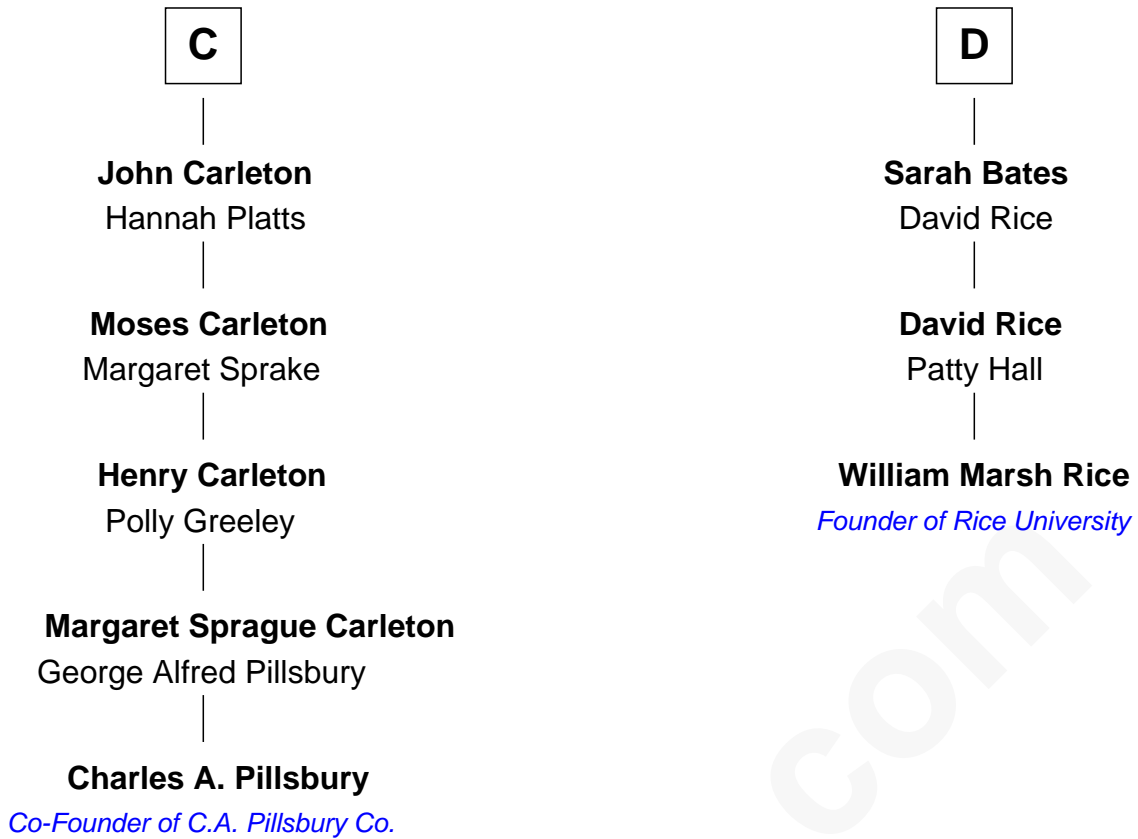 C
John Carleton
Hannah Platts
Moses Carleton
Margaret Sprake
Henry Carleton
Polly Greeley
Margaret Sprague Carleton
George Alfred Pillsbury
Charles A. Pillsbury
Co-Founder of C.A. Pillsbury Co.
D
Sarah Bates
David Rice
David Rice
Patty Hall
William Marsh Rice
Founder of Rice University
com